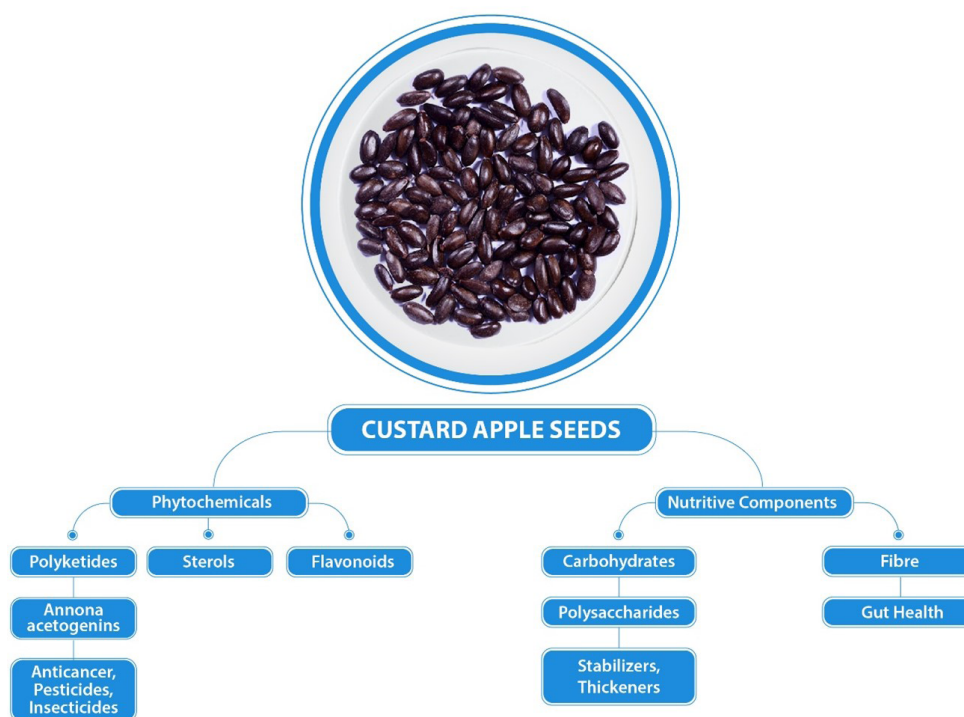 CUSTARD APPLE SEEDS
Phytochemicals
Nutritive Components
Polyketides
Sterols
Flavonoids
Carbohydrates
Fibre
Annona
acetogenins
Polysaccharides
Gut Health
Anticancer,
Pesticides,
Insecticides
Stabilizers,
Thickeners